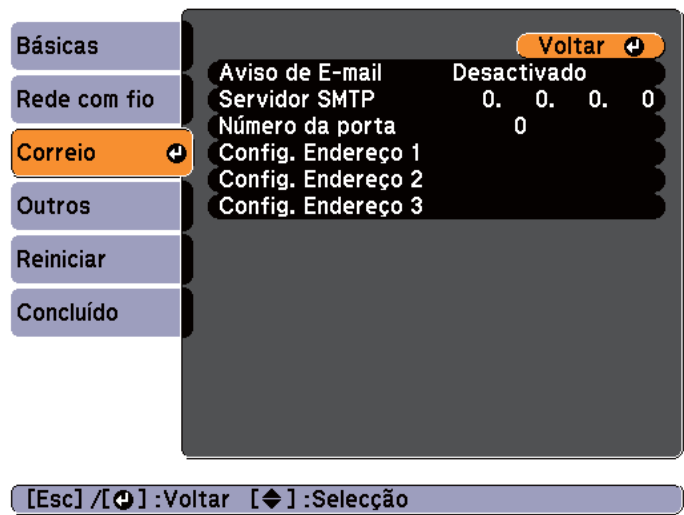 Básicas
Rede com fio
Correio
Outros
Reiniciar
Concluído
Voltar
Aviso de E-mail Desactivado
Servidor SMTP 0. 0. 0. 0
Número da porta 0
Config. Endereço 1
Config. Endereço 2
Config. Endereço 3
[Esc] /[⏎] :Voltar [◆] :Selecção